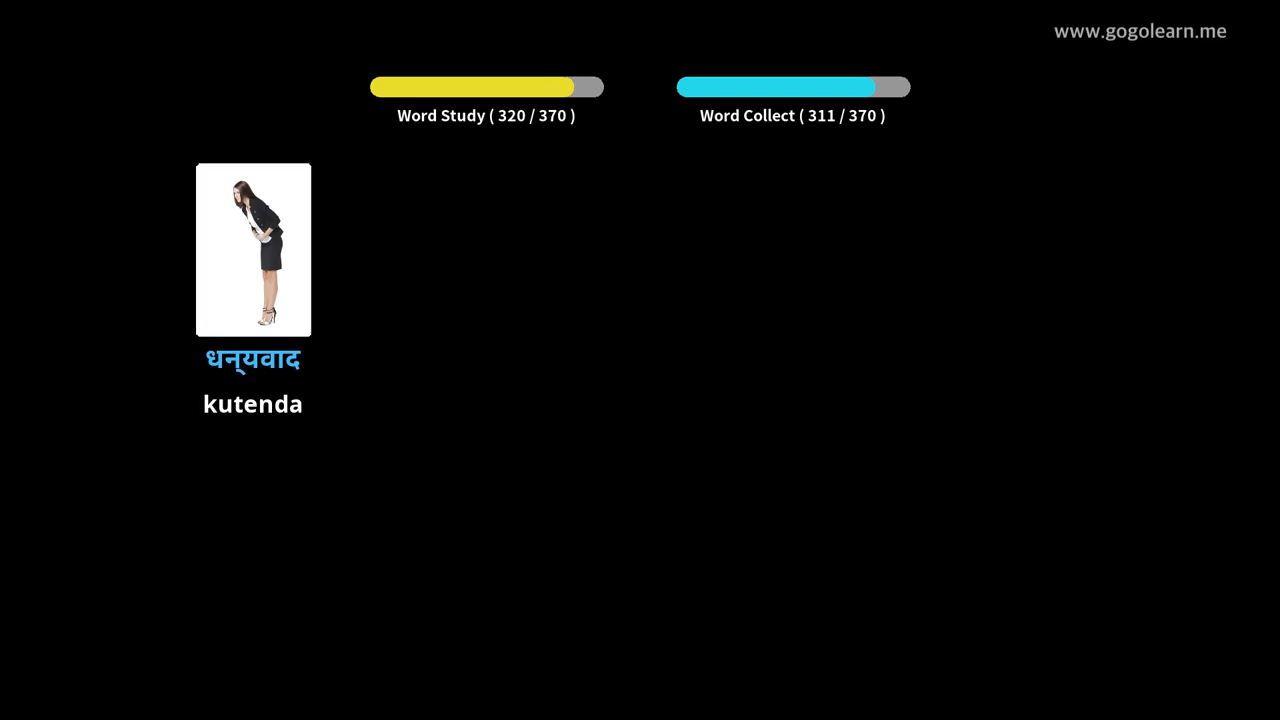 www.gogolearn.me
Word Study ( 320 / 370 )
Word Collect ( 311 / 370 )
धन्यवाद
kutenda